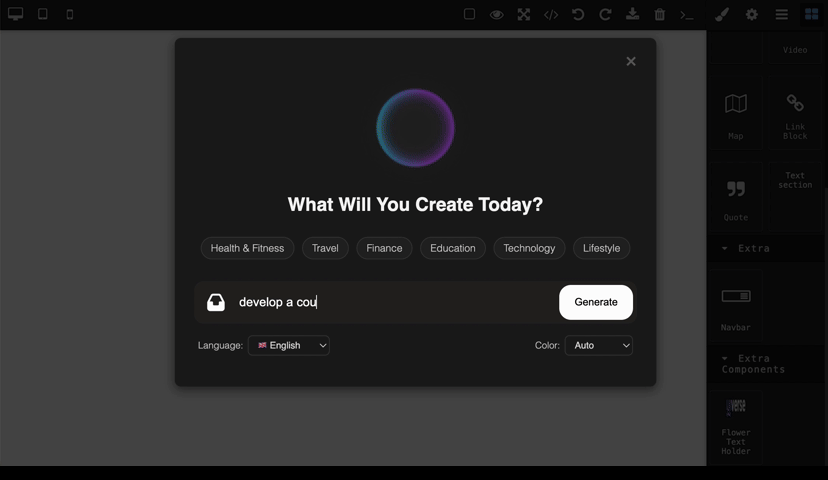 What Will You Create Today?
Health & Fitness
Travel
Finance
Education
Technology
Lifestyle
develop a cou
Generate
Language:
English
Color:
Auto
Video
Map
Link
Block
Quote
Text
section
Extra
Navbar
Extra
Components
Flower
Text
Holder